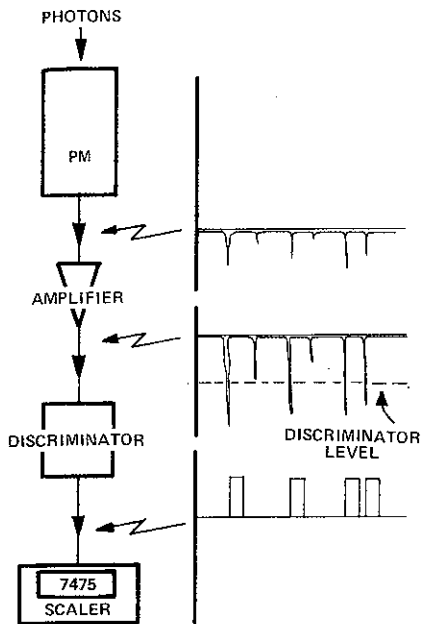 PHOTONS
PM
AMPLIFIER
DISCRIMINATOR
LEVEL
DISCRIMINATOR
7475
SCALER